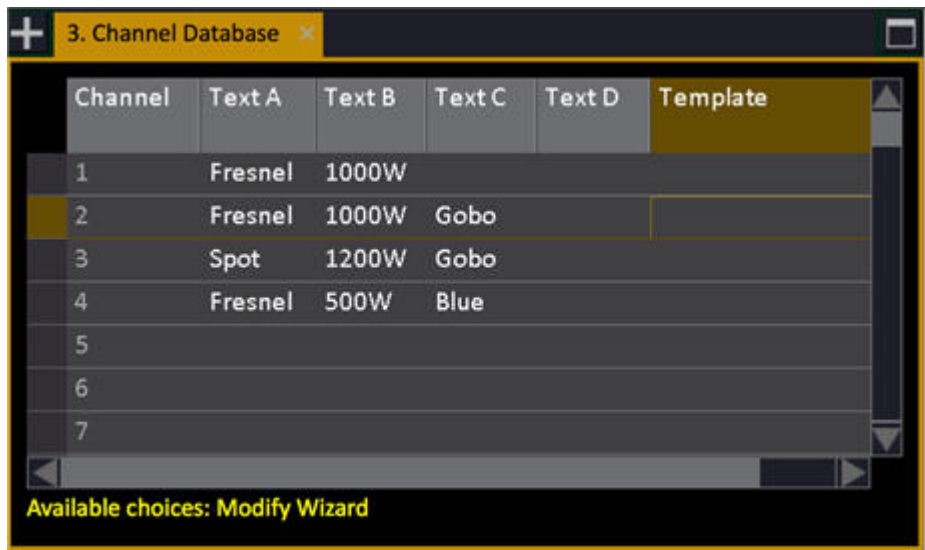 3. Channel Database ×
Channel Text A Text B Text C Text D Template
1 Fresnel 1000W
2 Fresnel 1000W Gobo
3 Spot 1200W Gobo
4 Fresnel 500W Blue
5
6
7
Available choices: Modify Wizard